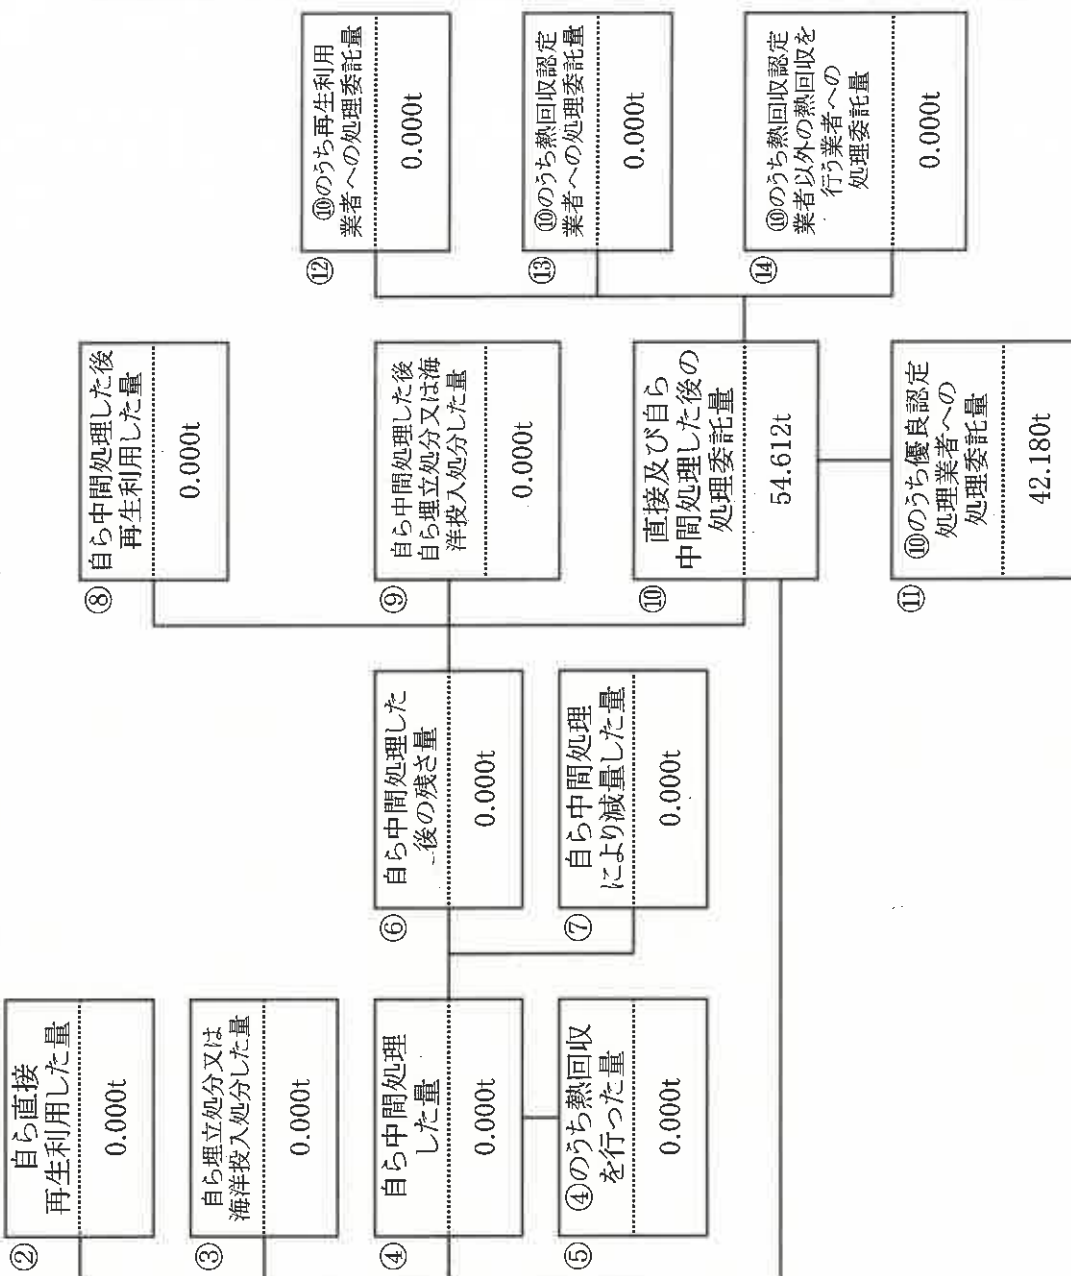 ②
自ら直接
再生利用した量
0.000t
③
自ら埋立処分又は
海洋投入処分した量
0.000t
④
自ら中間処理
した量
0.000t
⑤
④のうち熱回収
を行った量
0.000t
⑥
自ら中間処理した
後の残さ量
0.000t
⑦
自ら中間処理
により減量した量
0.000t
⑧
自ら中間処理した後
再生利用した量
0.000t
⑨
自ら中間処理した後
自ら埋立処分又は海
洋投入処分した量
0.000t
⑩
直接及び自ら
中間処理した後の
処理委託量
54.612t
⑪
⑩のうち優良認定
処理業者への
処理委託量
42.180t
⑫
⑩のうち再生利用
業者への処理委託量
0.000t
⑬
⑩のうち熱回収認定
業者への処理委託量
0.000t
⑭
⑩のうち熱回収認定
業者以外の熱回収を
行う業者への
処理委託量
0.000t